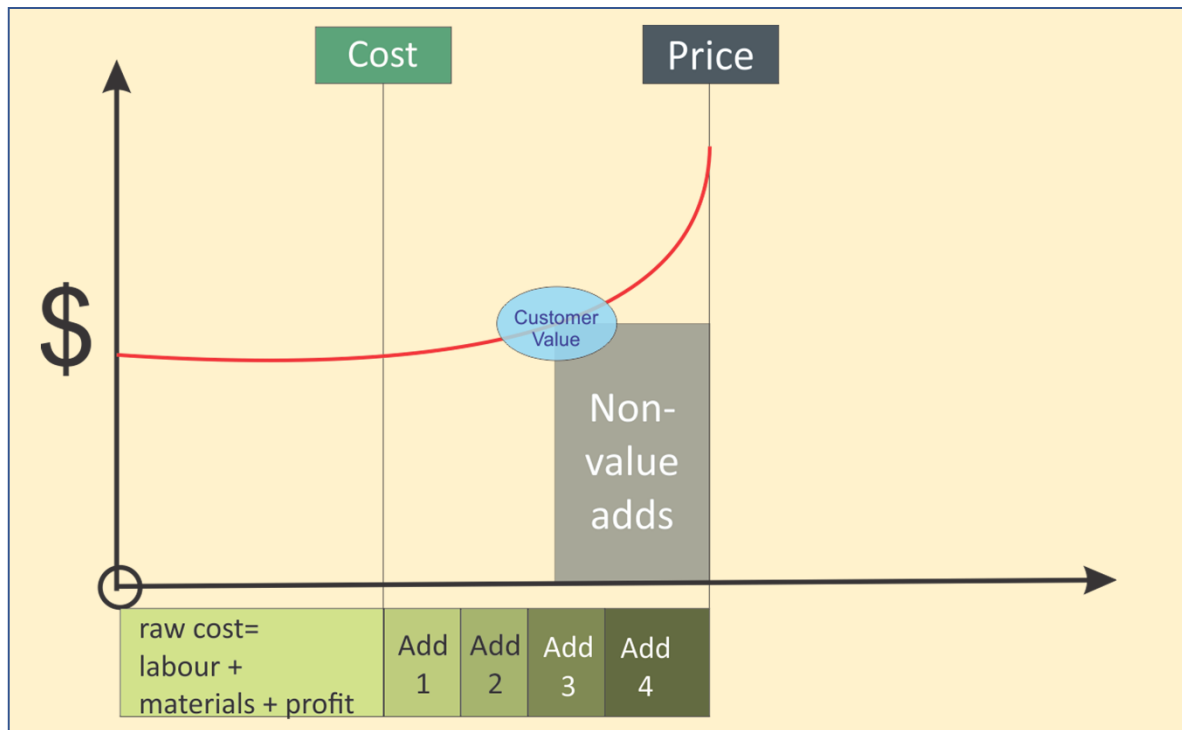 Cost
Price
$
Customer
Value
Non-
value
adds
raw cost=
labour +
materials + profit
Add
1
Add
2
Add
3
Add
4